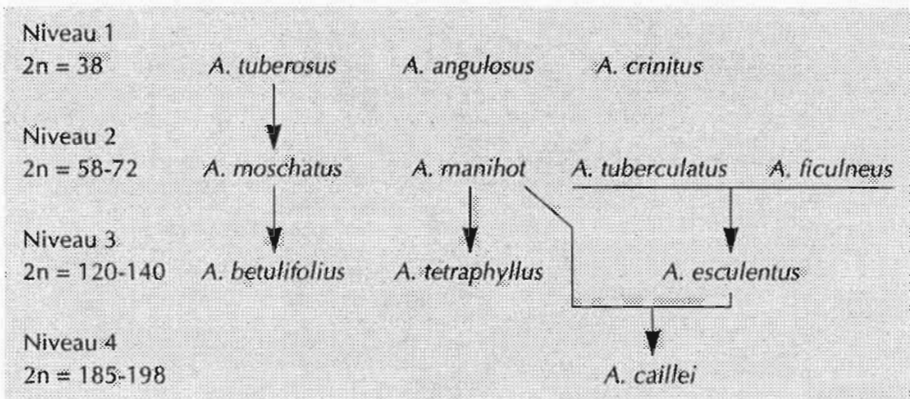 Niveau 1
2n = 38 A. tuberosus A. angulosus A. crinitus
Niveau 2
2n = 58-72 A. moschatus A. manihot A. tuberculatus A. ficulneus
Niveau 3
2n = 120-140 A. betulifolius A. tetraphyllus A. esculentus
Niveau 4
2n = 185-198 A. caillei